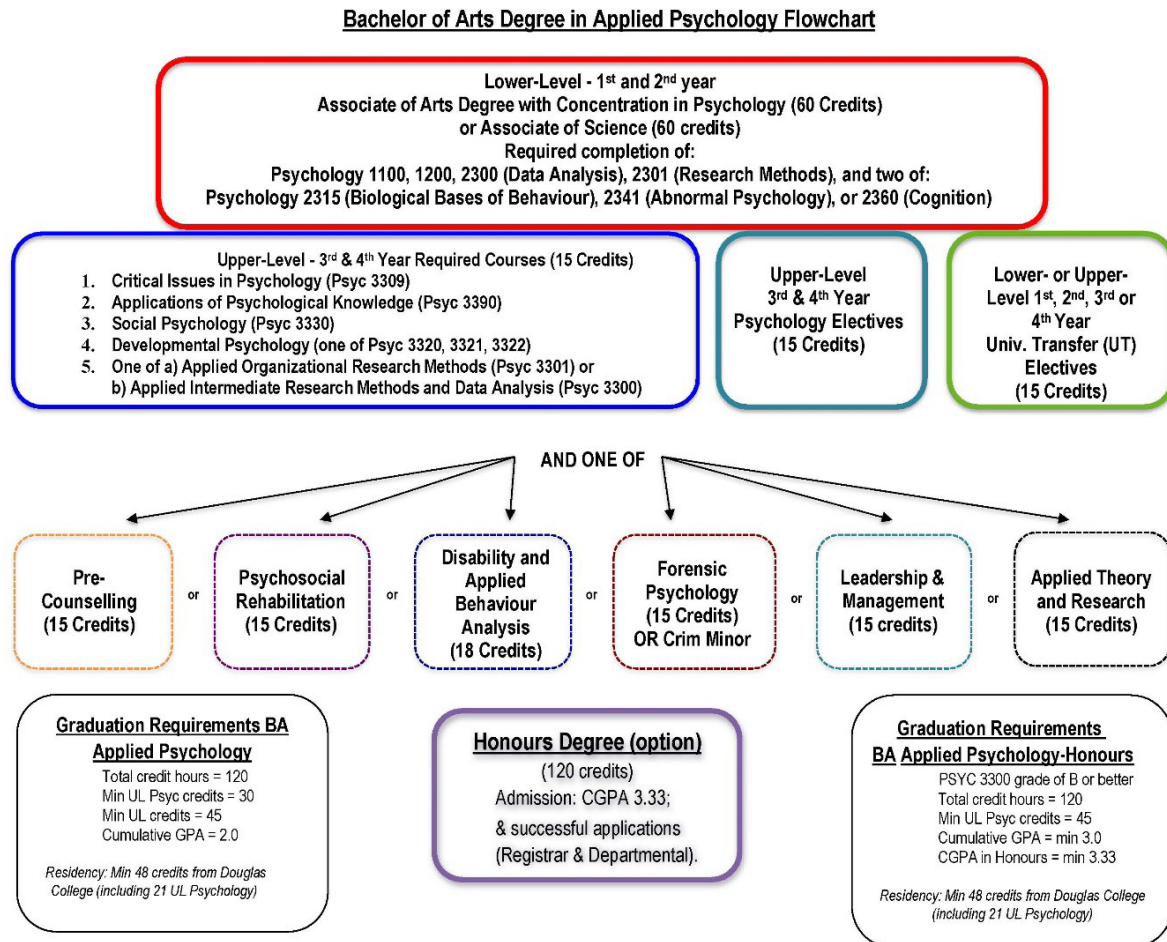 Bachelor of Arts Degree in Applied Psychology Flowchart
Lower-Level - 1st and 2nd year
Associate of Arts Degree with Concentration in Psychology (60 Credits)
or Associate of Science (60 credits)
Required completion of:
Psychology 1100, 1200, 2300 (Data Analysis), 2301 (Research Methods), and two of:
Psychology 2315 (Biological Bases of Behaviour), 2341 (Abnormal Psychology), or 2360 (Cognition)
Upper-Level - 3rd & 4th Year Required Courses (15 Credits)
1. Critical Issues in Psychology (Psyc 3309)
2. Applications of Psychological Knowledge (Psyc 3390)
3. Social Psychology (Psyc 3330)
4. Developmental Psychology (one of Psyc 3320, 3321, 3322)
5. One of a) Applied Organizational Research Methods (Psyc 3301) or
b) Applied Intermediate Research Methods and Data Analysis (Psyc 3300)
Upper-Level
3rd & 4th Year
Psychology Electives
(15 Credits)
Lower- or Upper-
Level 1st, 2nd, 3rd or
4th Year
Univ. Transfer (UT)
Electives
(15 Credits)
AND ONE OF
Pre-
Counselling
(15 Credits)
or
Psychosocial
Rehabilitation
(15 Credits)
or
Disability and
Applied
Behaviour
Analysis
(18 Credits)
or
Forensic
Psychology
(15 Credits)
OR Crim Minor
or
Leadership &
Management
(15 credits)
or
Applied Theory
and Research
(15 Credits)
Graduation Requirements BA
Applied Psychology
Total credit hours = 120
Min UL Psyc credits = 30
Min UL credits = 45
Cumulative GPA = 2.0
Residency: Min 48 credits from Douglas
College (including 21 UL Psychology)
Honours Degree (option)
(120 credits)
Admission: CGPA 3.33;
& successful applications
(Registrar & Departmental).
Graduation Requirements
BA Applied Psychology-Honours
PSYC 3300 grade of B or better
Total credit hours = 120
Min UL Psyc credits = 45
Cumulative GPA = min 3.0
CGPA in Honours = min 3.33
Residency: Min 48 credits from Douglas College
(including 21 UL Psychology)